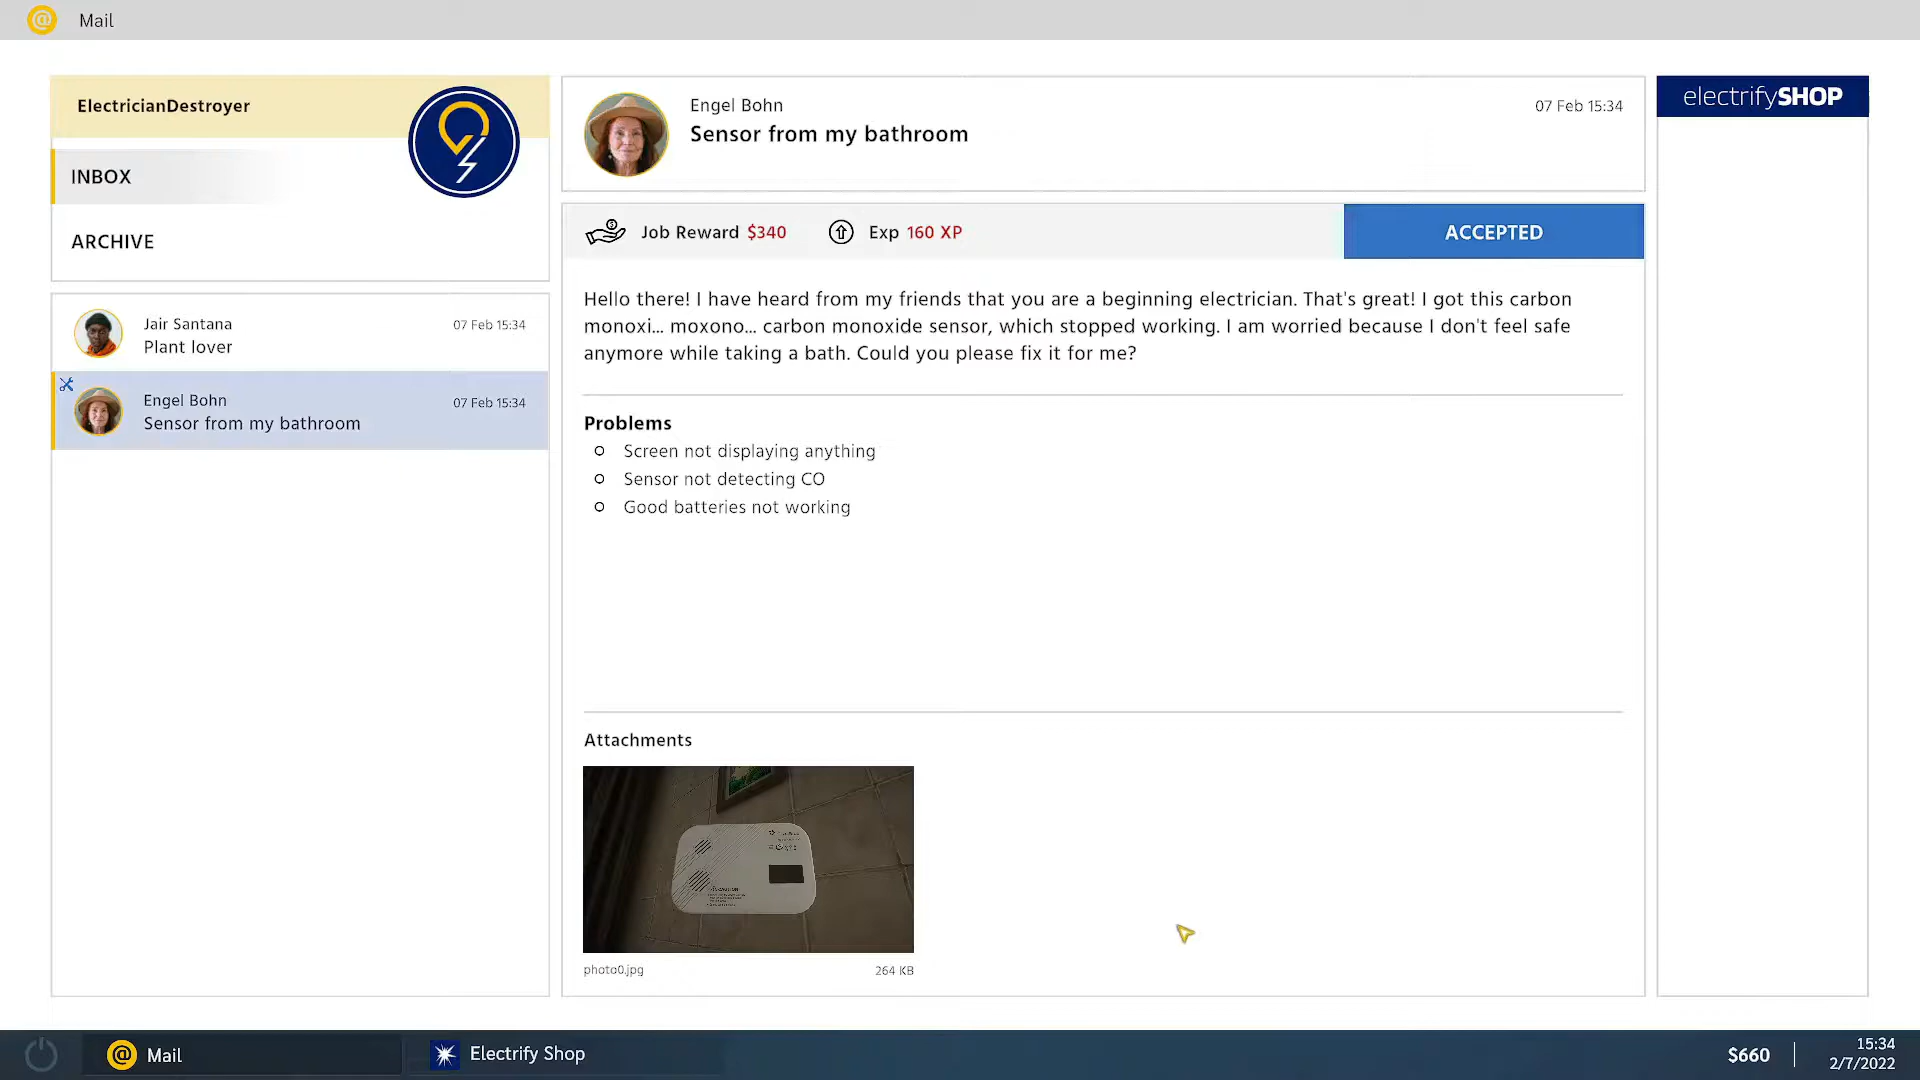 Mail
ElectricianDestroyer
INBOX
ARCHIVE
Jair Santana
07 Feb 15:34
Plant lover
Engel Bohn
07 Feb 15:34
Sensor from my bathroom
Engel Bohn
07 Feb 15:34
Sensor from my bathroom
Job Reward $340
Exp 160 XP
ACCEPTED
Hello there! I have heard from my friends that you are a beginning electrician. That's great! I got this carbon
monoxi... moxono... carbon monoxide sensor, which stopped working. I am worried because I don't feel safe
anymore while taking a bath. Could you please fix it for me?
Problems
Screen not displaying anything
Sensor not detecting CO
Good batteries not working
Attachments
photo0.jpg
264 KB
electrifySHOP
Mail
Electrify Shop
$660
15:34
2/7/2022